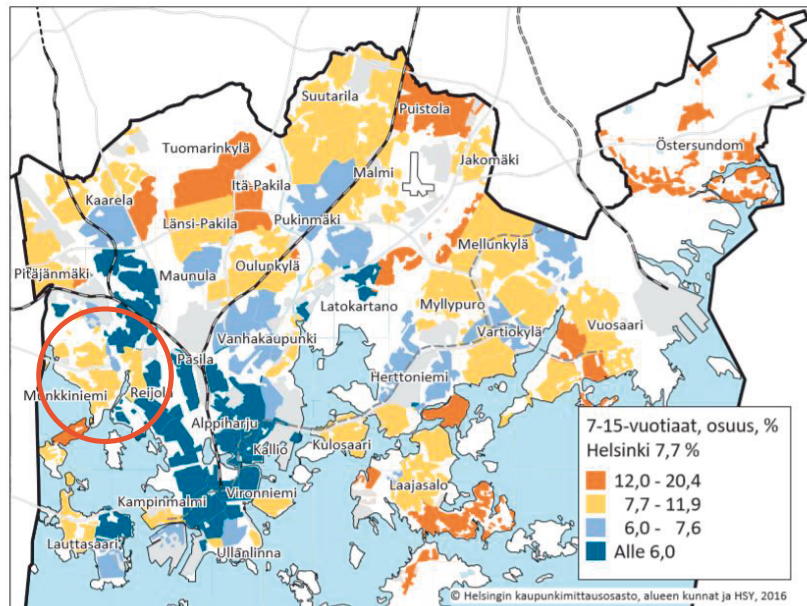 Suutarila
Puistola
Tuomarinkylä
Östersundom
Itä-Pakila
Malmi
Jakomäki
Kaarela
Länsi-Pakila
Pukinmäki
Mellunkylä
Pitäjänmäki
Maunula
Oulunkylä
Latokartano
Myllypuro
Vanhakaupunki
Vartiokylä
Vuosaari
Pasila
Munkkiniemi
Reijola
Herttoniemi
Alppiharju
Kallio
Kulosaari
Kampinmalmi
Vironniemi
Laajasalo
Lauttasaari
Ullanlinna
7-15-vuotiaat, osuus, %
Helsinki 7,7 %
12,0 - 20,4
7,7 - 11,9
6,0 - 7,6
Alle 6,0
© Helsingin kaupunkimittausosasto, alueen kunnat ja HSY, 2016